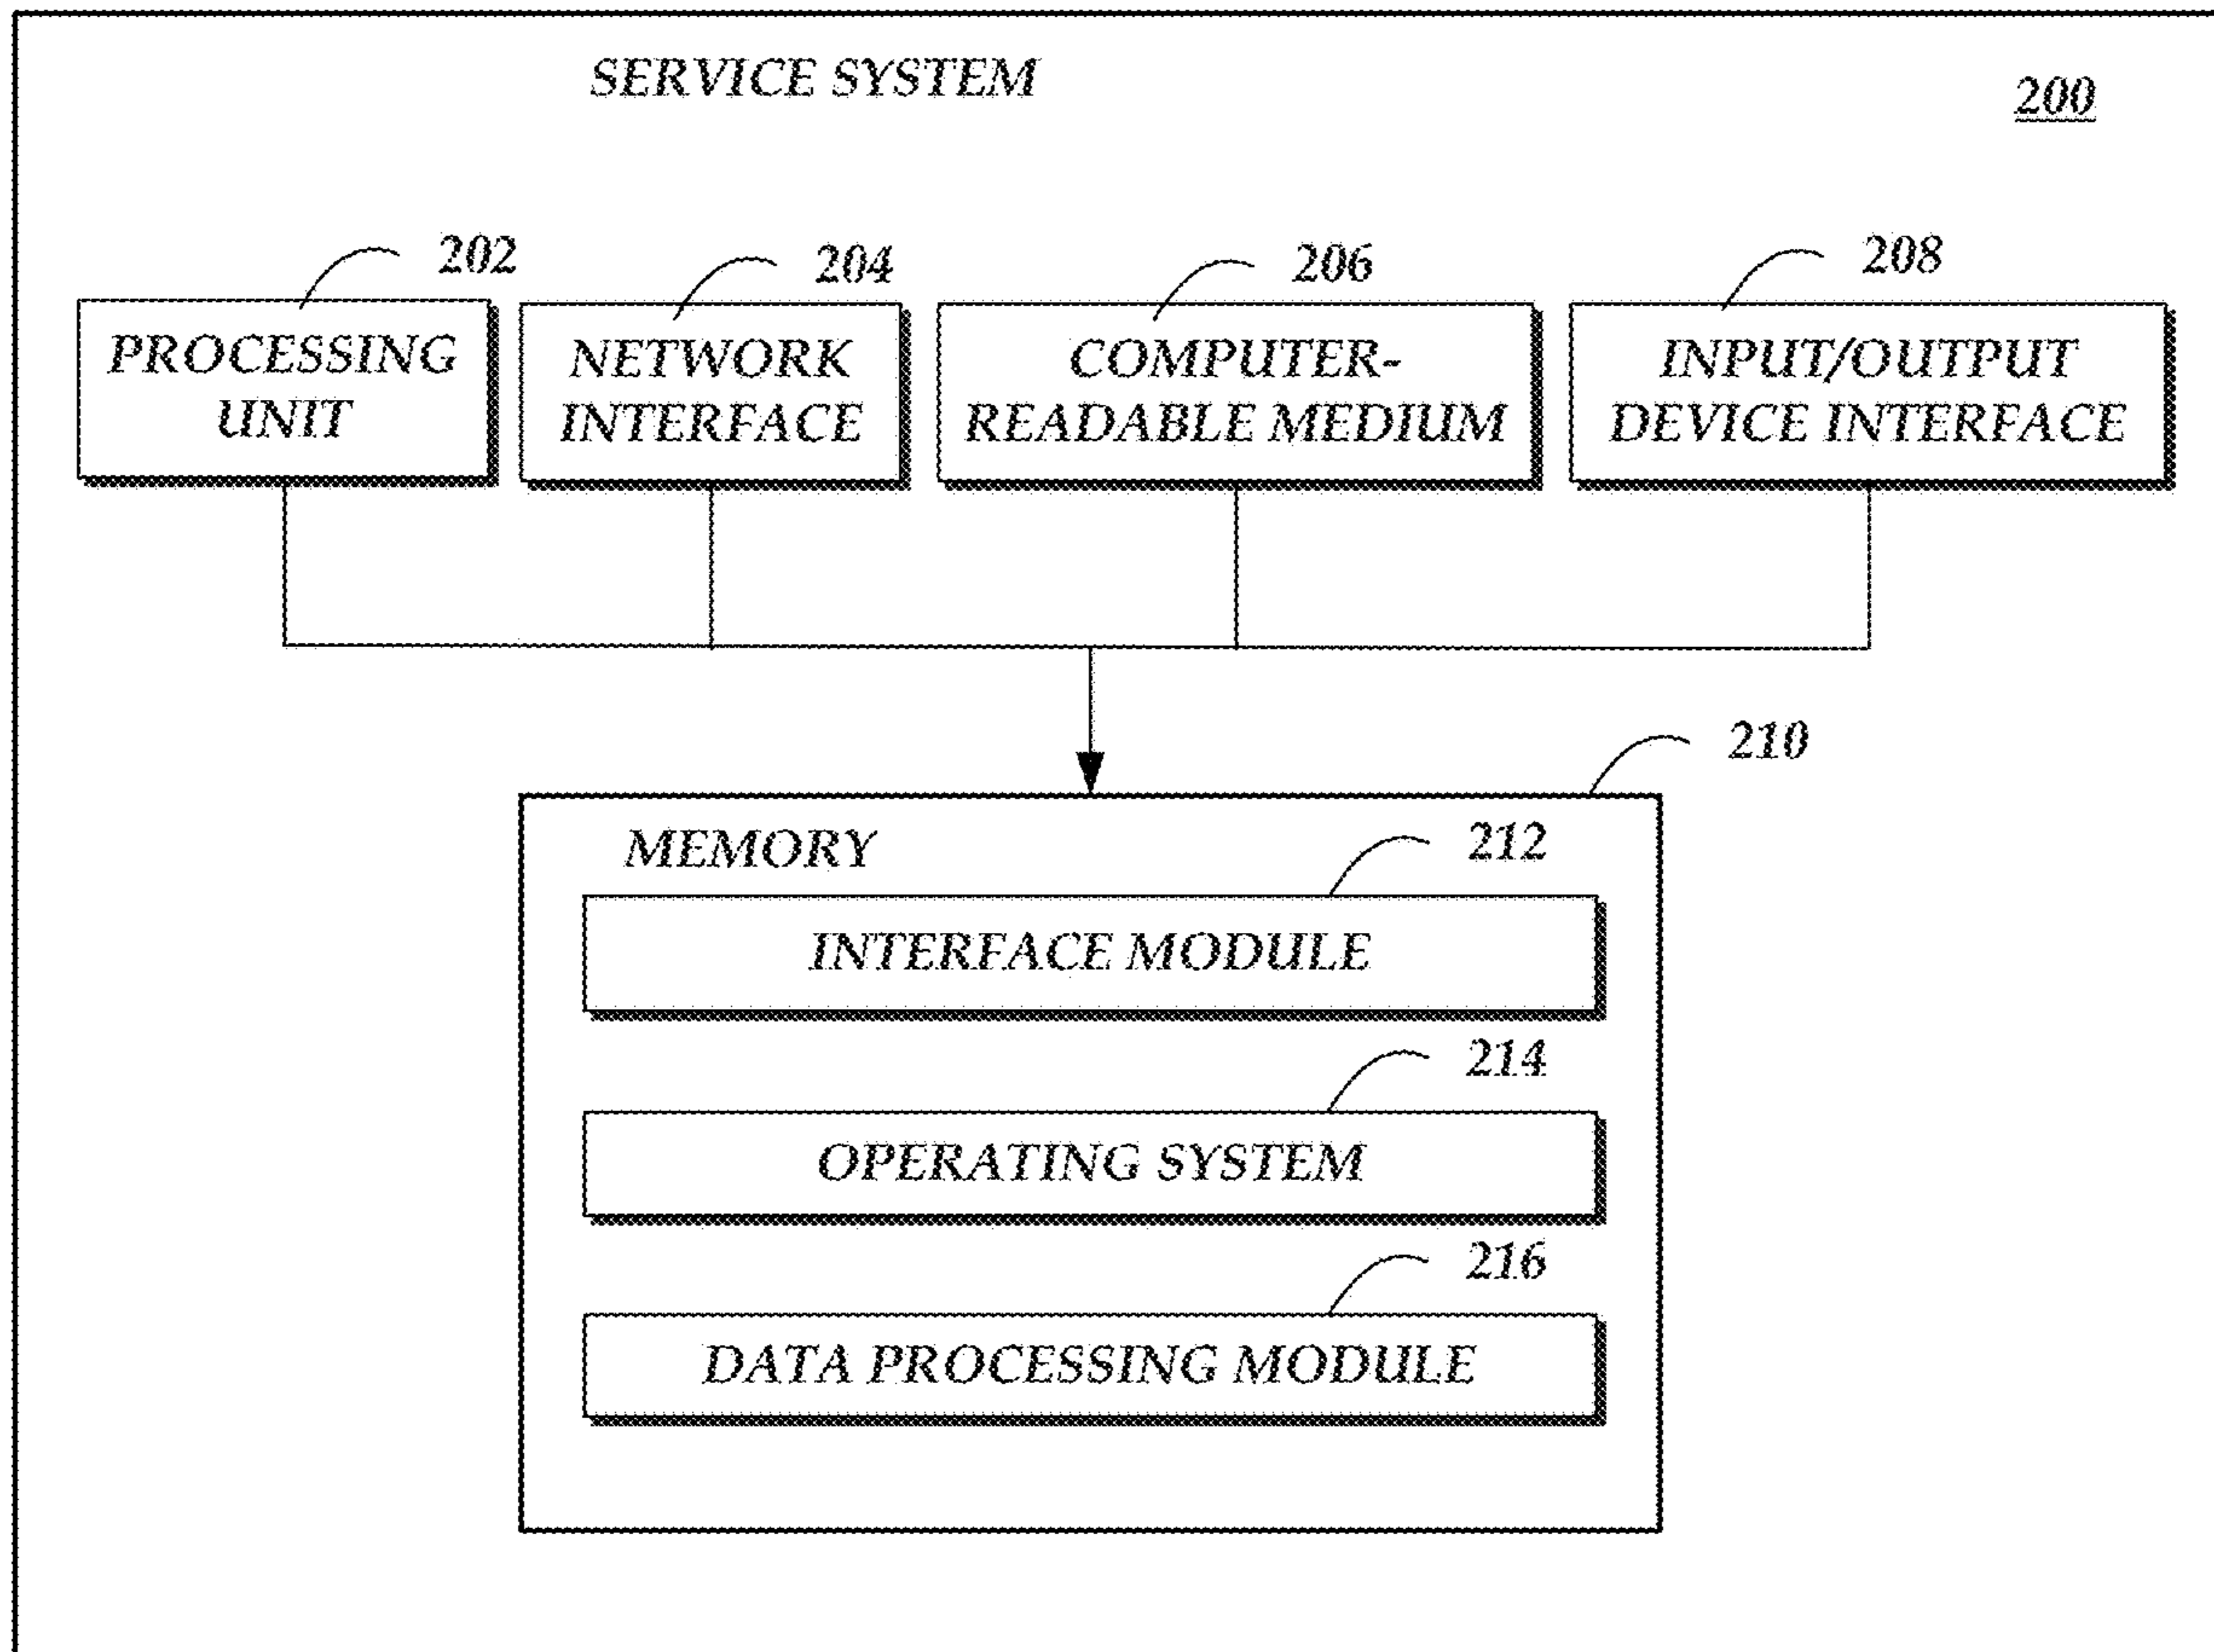 SERVICE SYSTEM
200
202
204
206
208
PROCESSING
UNIT
NETWORK
INTERFACE
COMPUTER-
READABLE MEDIUM
INPUT/OUTPUT
DEVICE INTERFACE
210
MEMORY
212
INTERFACE MODULE
214
OPERATING SYSTEM
216
DATA PROCESSING MODULE